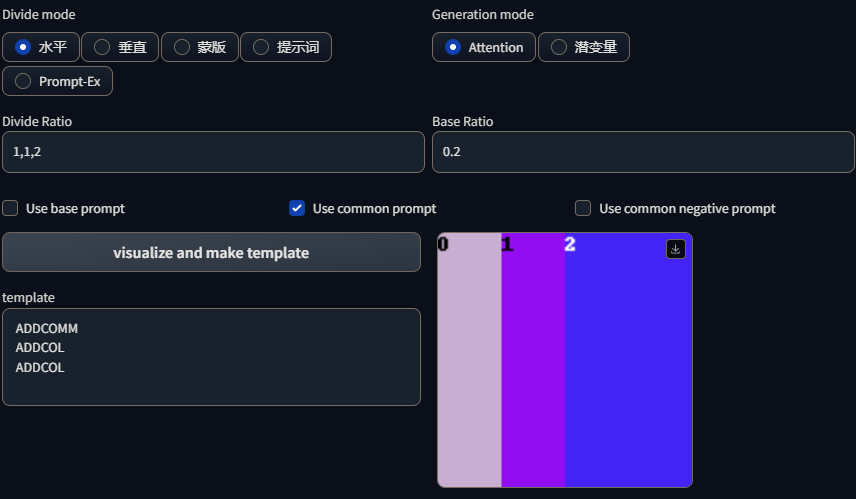 Divide mode
Generation mode
水平
垂直
蒙版
提示词
Attention
潜变量
Prompt-Ex
Divide Ratio
Base Ratio
1,1,2
0.2
Use base prompt
Use common prompt
Use common negative prompt
visualize and make template
0
1
2
template
ADDCOMM
ADDCOL
ADDCOL